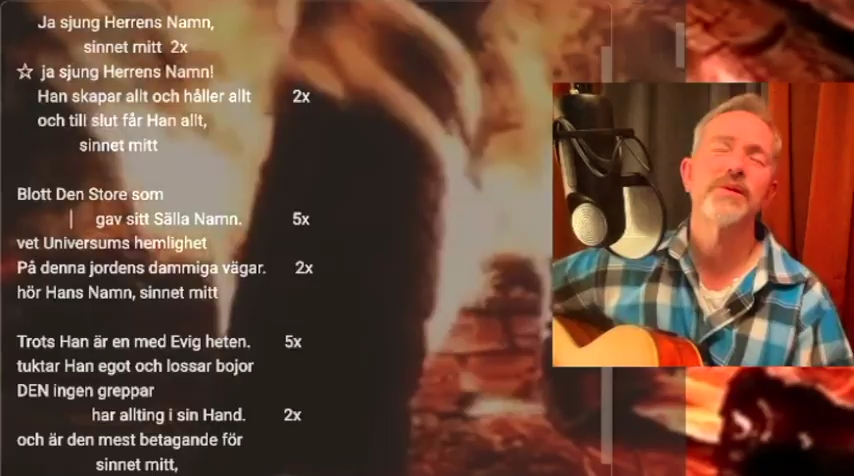 Ja sjung Herrens Namn,
sinnet mitt 2x
☆ ja sjung Herrens Namn!
Han skapar allt och håller allt 2x
och till slut får Han allt,
sinnet mitt
Blott Den Store som
| gav sitt Sälla Namn. 5x
vet Universums hemlighet
På denna jordens dammiga vägar. 2x
hör Hans Namn, sinnet mitt
Trots Han är en med Evig heten. 5x
tuktar Han egot och lossar bojor
DEN ingen greppar
har allting i sin Hand. 2x
och är den mest betagande för
sinnet mitt,